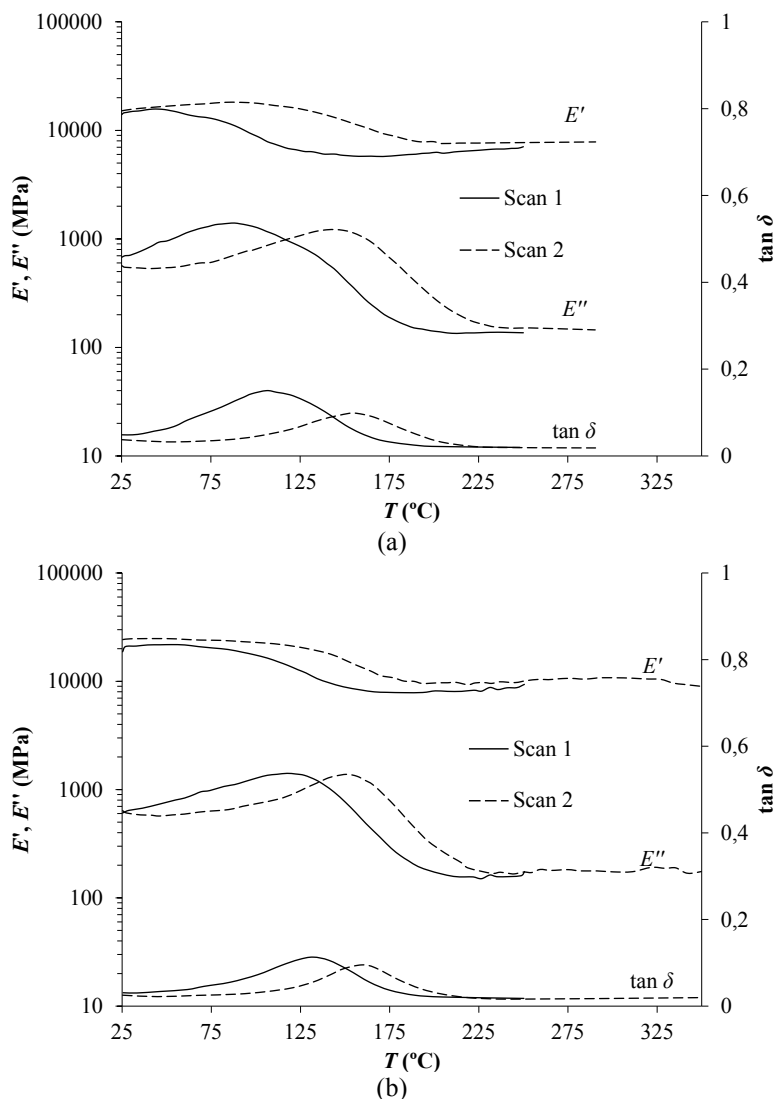 100000
10000
1000
100
10
E', E'' (MPa)
1
0,8
0,6
0,4
0,2
0
tan δ
E'
Scan 1
Scan 2
E''
tan δ
25 75 125 175 225 275 325
T (ºC)
(a)
100000
10000
1000
100
10
E', E'' (MPa)
1
0,8
0,6
0,4
0,2
0
tan δ
E'
Scan 1
Scan 2
E''
tan δ
25 75 125 175 225 275 325
T (ºC)
(b)